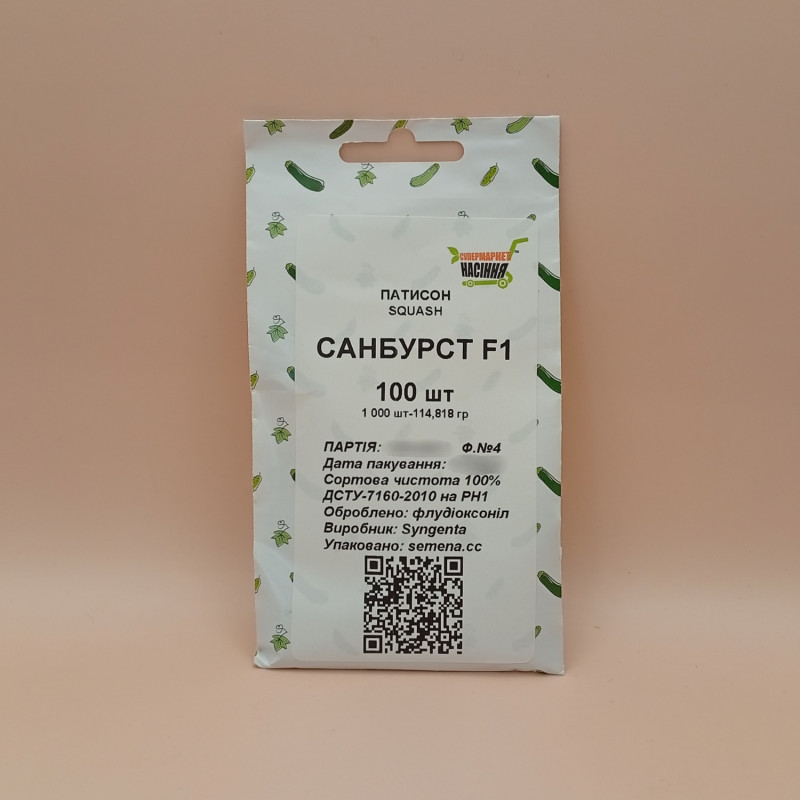 СУПЕРМАРКЕТ
НАСІННЯ
ПАТИСОН
SQUASH
САНБУРСТ F1
100 шт
1 000 шт-114,818 гр
ПАРТІЯ: Ф.№4
Дата пакування:
Сортова чистота 100%
ДСТУ-7160-2010 на РН1
Оброблено: флудіоксоніл
Виробник: Syngenta
Упаковано: semena.cc